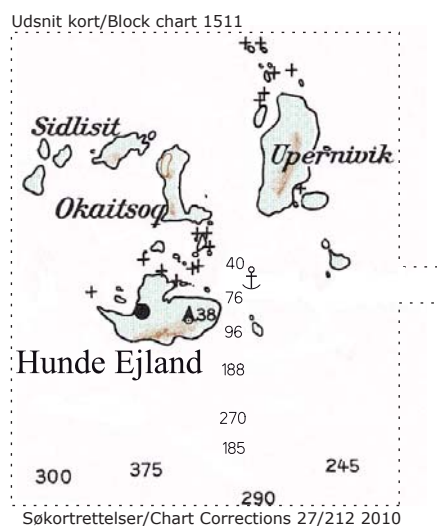 Udsnit kort/Block chart 1511
Sidlisit
Upernivik
Okaitsoq
40
76
38
96
Hunde Ejland
188
270
185
375
245
300
290
Søkortrettelser/Chart Corrections 27/212 2010